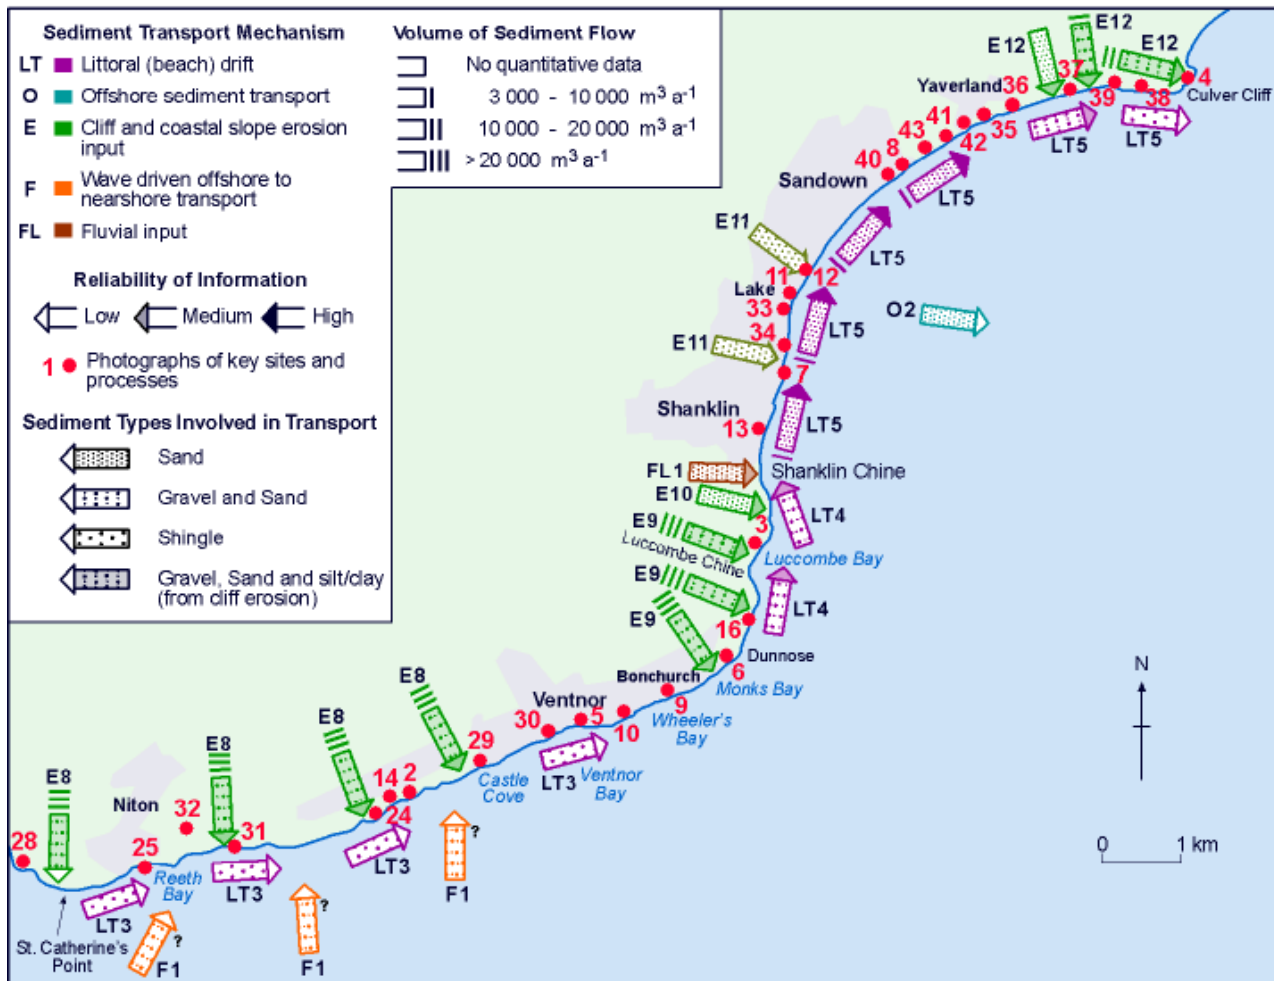 Sediment Transport Mechanism
LT Littoral (beach) drift
O Offshore sediment transport
E Cliff and coastal slope erosion
input
F Wave driven offshore to
nearshore transport
FL Fluvial input
Reliability of Information
Low Medium High
1 Photographs of key sites and
processes
Sediment Types Involved in Transport
Sand
Gravel and Sand
Shingle
Gravel, Sand and silt/clay
(from cliff erosion)
Volume of Sediment Flow
No quantitative data
3 000 - 10 000 m3 a-1
10 000 - 20 000 m3 a-1
> 20 000 m3 a-1
E12
E12
E12
37
36
Yaverland
4
Culver Cliff
39
38
41
35
43
42
LT5
LT5
8
40
Sandown
LT5
E11
LT5
11
12
Lake
33
O2
34
LT5
E11
7
Shanklin
13
LT5
FL1
Shanklin Chine
E10
E9
3
LT4
Luccombe Chine
Luccombe Bay
E9
LT4
E9
16
Dunnose
6
Monks Bay
Bonchurch
E8
Ventnor
9
Wheeler's
Bay
30
5
10
E8
29
LT3
Ventnor
Bay
Castle
Cove
E8
14
2
24
E8
Niton
32
31
LT3
?
F1
28
25
Reeth
Bay
LT3
?
F1
LT3
?
F1
St. Catherine's
Point
N
0 1 km